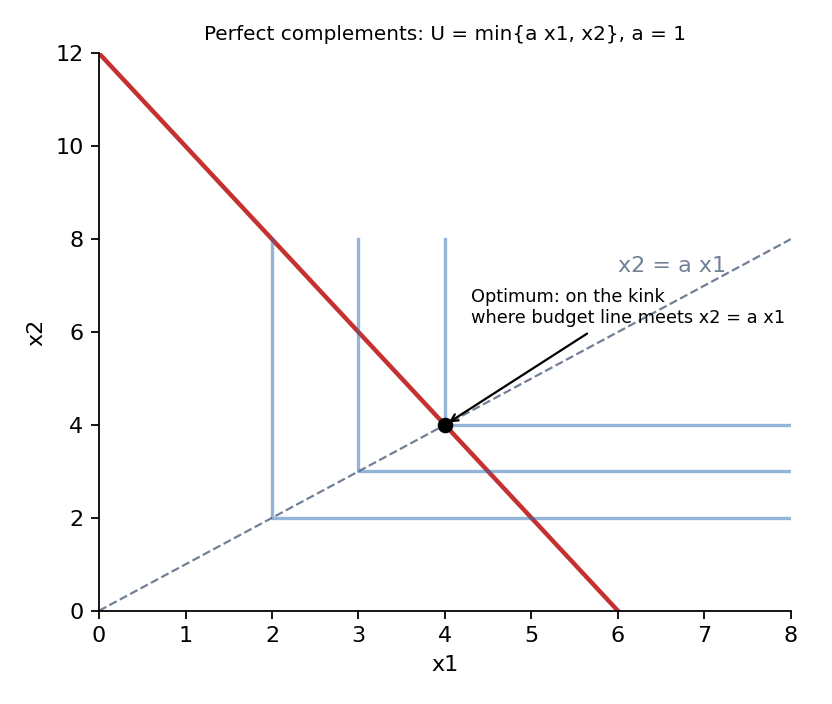 Perfect complements: U = min{a x1, x2}, a = 1
12
10
8
6
4
2
0
x2
x2 = a x1
Optimum: on the kink
where budget line meets x2 = a x1
0 1 2 3 4 5 6 7 8
x1